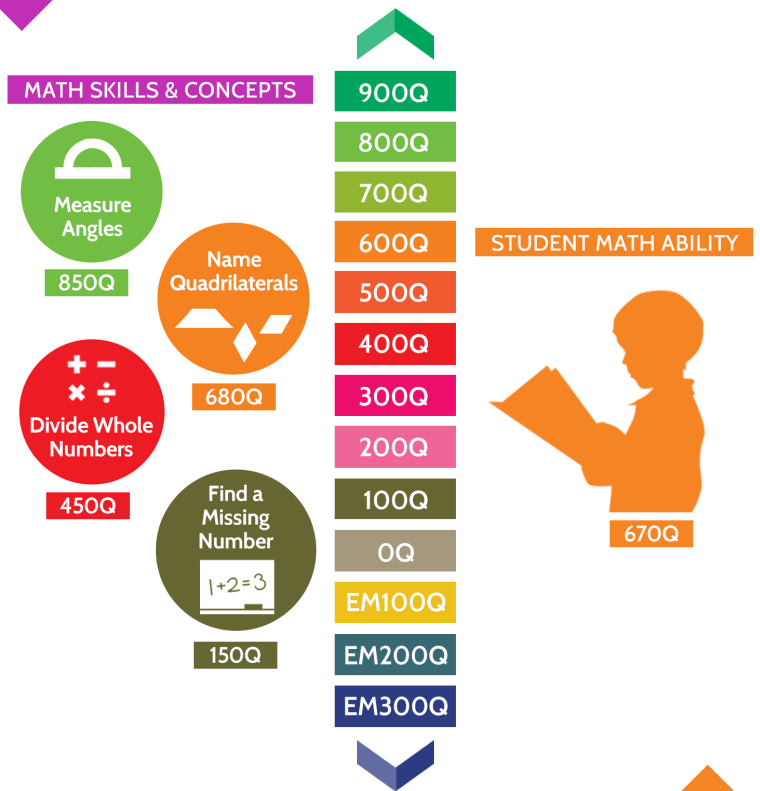 MATH SKILLS & CONCEPTS
Measure
Angles
850Q
Name
Quadrilaterals
680Q
Divide Whole
Numbers
450Q
Find a
Missing
Number
1+2=3
150Q
900Q
800Q
700Q
600Q
500Q
400Q
300Q
200Q
100Q
0Q
EM100Q
EM200Q
EM300Q
STUDENT MATH ABILITY
670Q